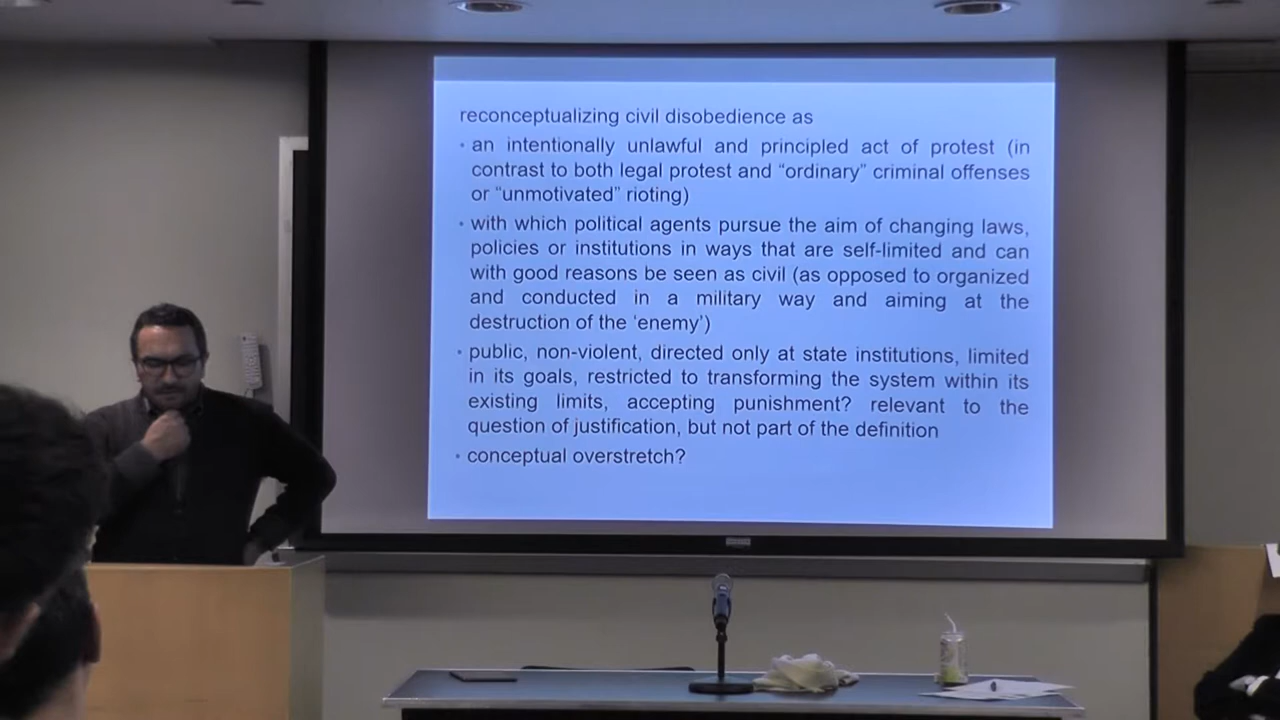 reconceptualizing civil disobedience as
• an intentionally unlawful and principled act of protest (in
contrast to both legal protest and “ordinary” criminal offenses
or “unmotivated” rioting)
• with which political agents pursue the aim of changing laws,
policies or institutions in ways that are self-limited and can
with good reasons be seen as civil (as opposed to organized
and conducted in a military way and aiming at the
destruction of the ‘enemy’)
• public, non-violent, directed only at state institutions, limited
in its goals, restricted to transforming the system within its
existing limits, accepting punishment? relevant to the
question of justification, but not part of the definition
• conceptual overstretch?